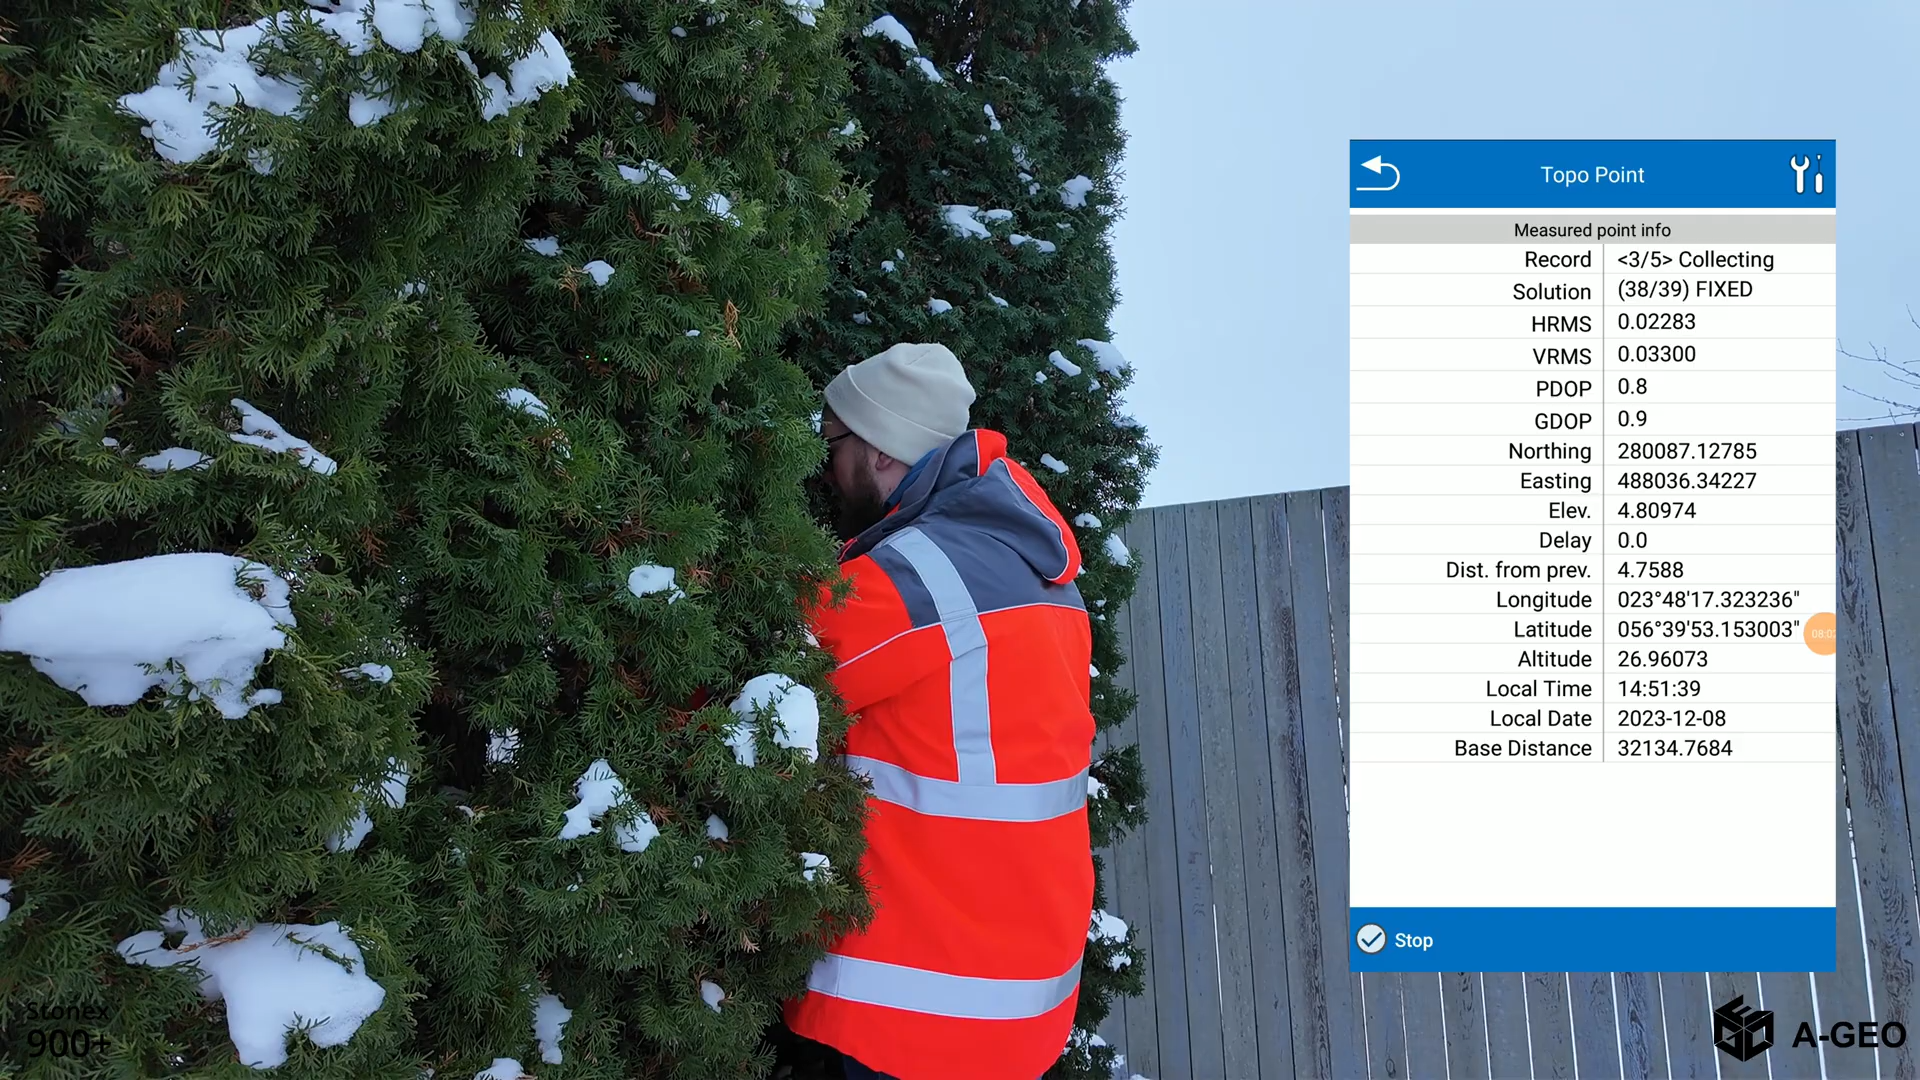 Topo Point
Measured point info
Record <3/5> Collecting
Solution (38/39) FIXED
HRMS 0.02283
VRMS 0.03300
PDOP 0.8
GDOP 0.9
Northing 280087.12785
Easting 488036.34227
Elev. 4.80974
Delay 0.0
Dist. from prev. 4.7588
Longitude 023°48'17.323236"
Latitude 056°39'53.153003"
Altitude 26.96073
Local Time 14:51:39
Local Date 2023-12-08
Base Distance 32134.7684
Stop
Stonex
900+
A-GEO